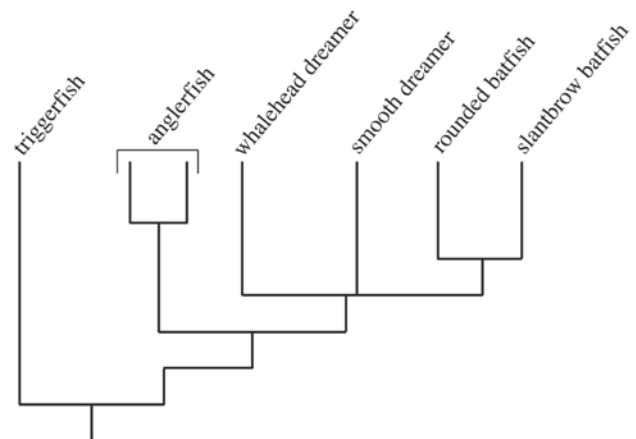 triggerfish
anglerfish
whalehead dreamer
smooth dreamer
rounded batfish
slantbrow batfish